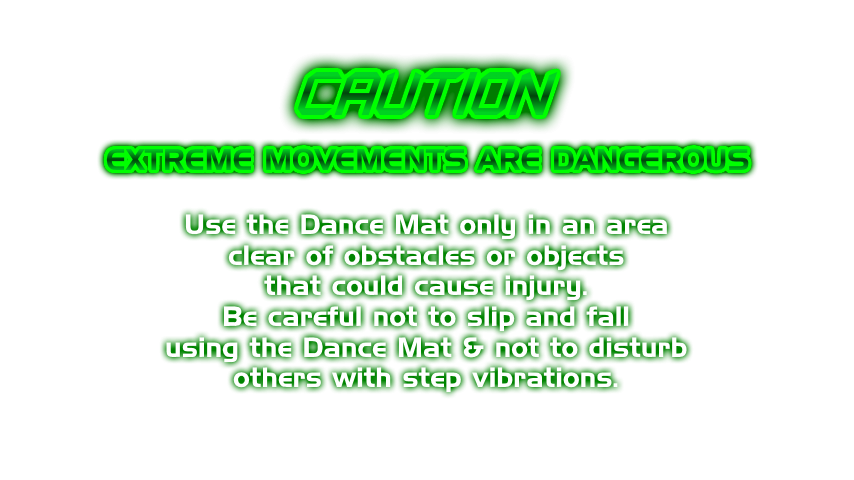 CAUTION
EXTREME MOVEMENTS ARE DANGEROUS
Use the Dance Mat only in an area
clear of obstacles or objects
that could cause injury.
Be careful not to slip and fall
using the Dance Mat & not to disturb
others with step vibrations.